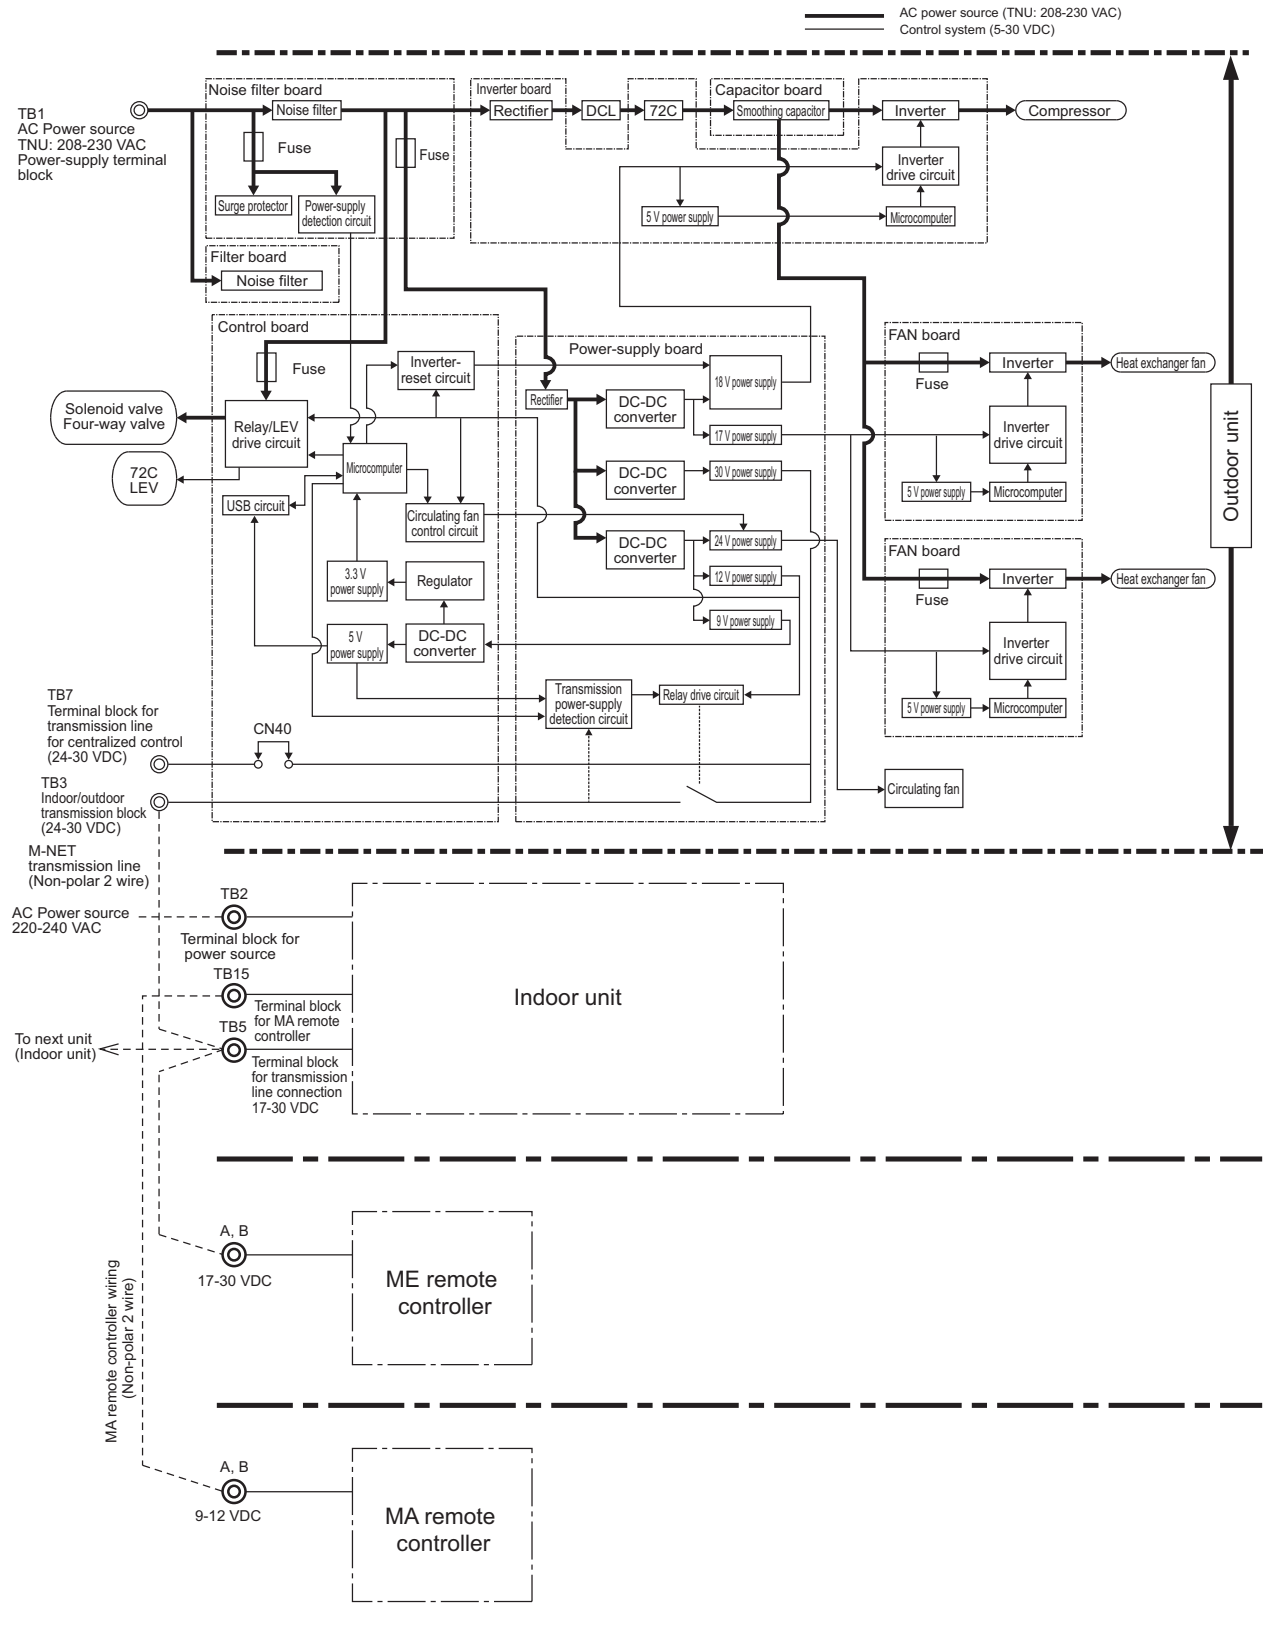 AC power source (TNU: 208-230 VAC)
Control system (5-30 VDC)
TB1
AC Power source
TNU: 208-230 VAC
Power-supply terminal
block
Noise filter board
Noise filter
Fuse
Fuse
Surge protector
Power-supply
detection circuit
Filter board
Noise filter
Inverter board
Rectifier
DCL
72C
Capacitor board
Smoothing capacitor
Inverter
Compressor
Inverter
drive circuit
5 V power supply
Microcomputer
Control board
Fuse
Inverter-
reset circuit
Solenoid valve
Four-way valve
Relay/LEV
drive circuit
72C
LEV
Microcomputer
USB circuit
Circulating fan
control circuit
3.3 V
power supply
Regulator
5 V
power supply
DC-DC
converter
Power-supply board
Rectifier
DC-DC
converter
18 V power supply
17 V power supply
DC-DC
converter
30 V power supply
DC-DC
converter
24 V power supply
12 V power supply
9 V power supply
Transmission
power-supply
detection circuit
Relay drive circuit
FAN board
Fuse
Inverter
Heat exchanger fan
Inverter
drive circuit
5 V power supply
Microcomputer
FAN board
Fuse
Inverter
Heat exchanger fan
Inverter
drive circuit
5 V power supply
Microcomputer
Circulating fan
Outdoor unit
TB7
Terminal block for
transmission line
for centralized control
(24-30 VDC)
CN40
TB3
Indoor/outdoor
transmission block
(24-30 VDC)
M-NET
transmission line
(Non-polar 2 wire)
AC Power source
220-240 VAC
TB2
Terminal block for
power source
TB15
Terminal block
for MA remote
controller
To next unit
(Indoor unit)
TB5
Terminal block
for transmission
line connection
17-30 VDC
Indoor unit
A, B
17-30 VDC
ME remote
controller
MA remote controller wiring
(Non-polar 2 wire)
A, B
9-12 VDC
MA remote
controller